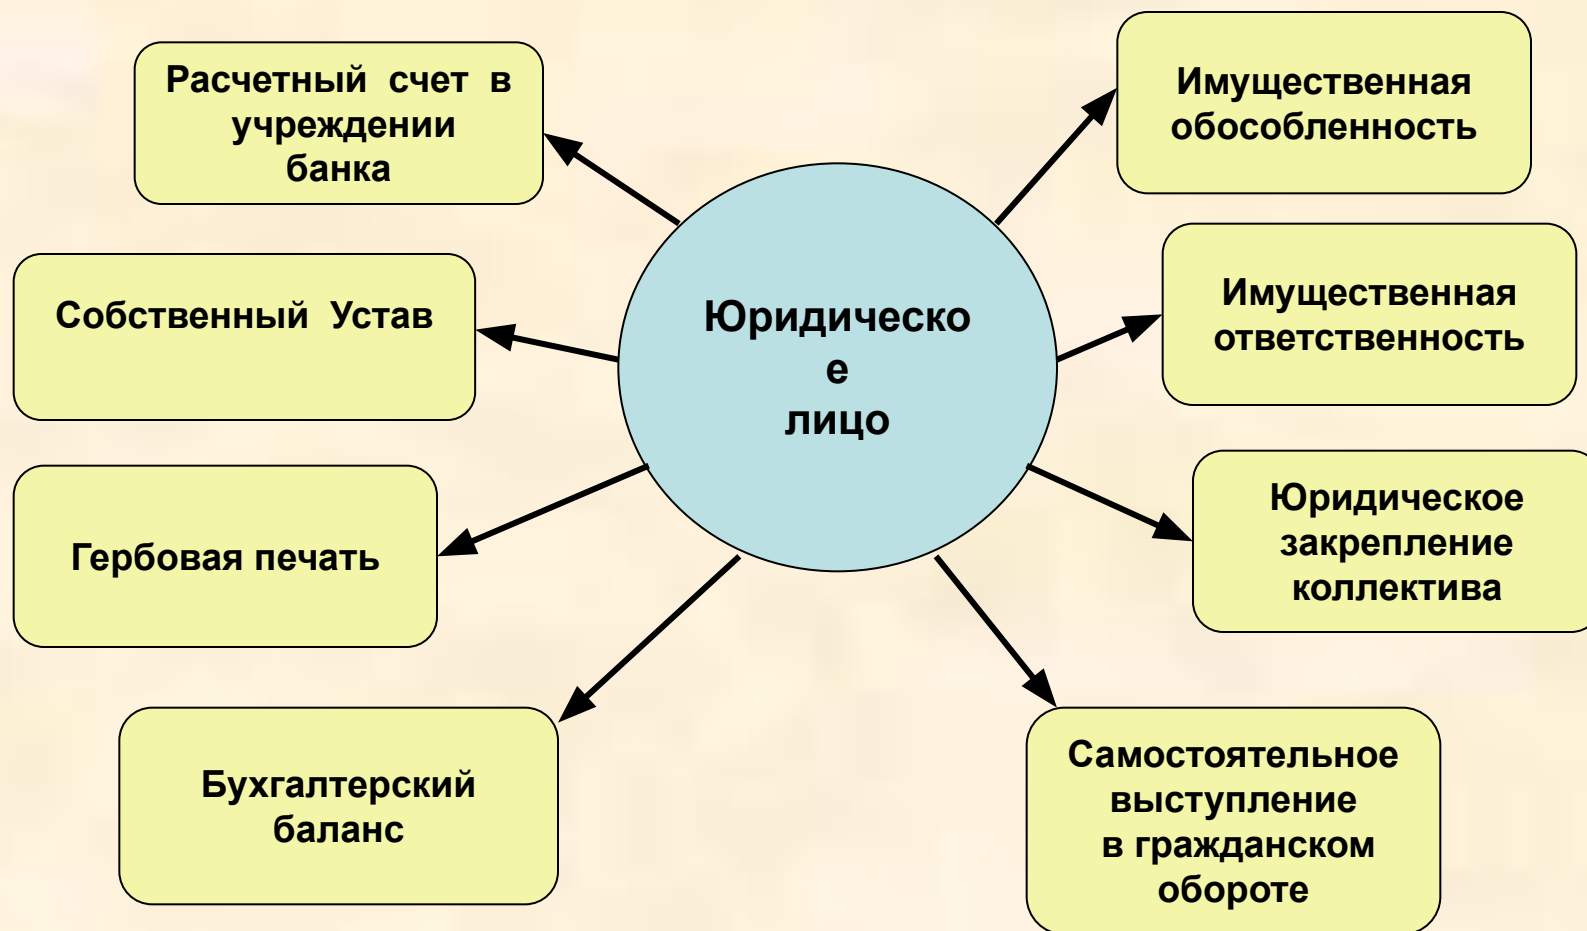 Расчетный счет в
учреждении
банка
Имущественная
обособленность
Собственный Устав
Юридическо
е
лицо
Имущественная
ответственность
Гербовая печать
Юридическое
закрепление
коллектива
Бухгалтерский
баланс
Самостоятельное
выступление
в гражданском
обороте